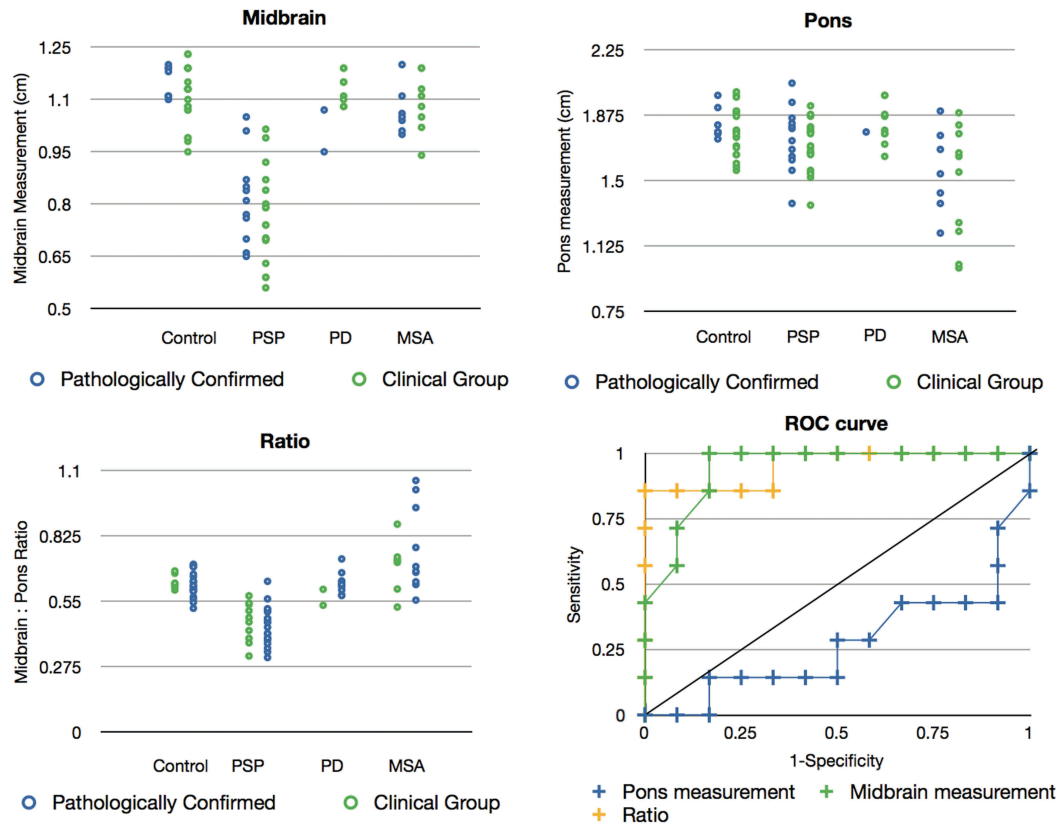 Midbrain
Midbrain Measurement (cm)
1.25
1.1
0.95
0.8
0.65
0.5
Control PSP PD MSA
Pathologically Confirmed Clinical Group
Pons
Pons measurement (cm)
2.25
1.875
1.5
1.125
0.75
Control PSP PD MSA
Pathologically Confirmed Clinical Group
Ratio
Midbrain : Pons Ratio
1.1
0.825
0.55
0.275
0
Control PSP PD MSA
Pathologically Confirmed Clinical Group
ROC curve
Sensitivity
1
0.75
0.5
0.25
0
0 0.25 0.5 0.75 1
1-Specificity
Pons measurement Midbrain measurement
Ratio